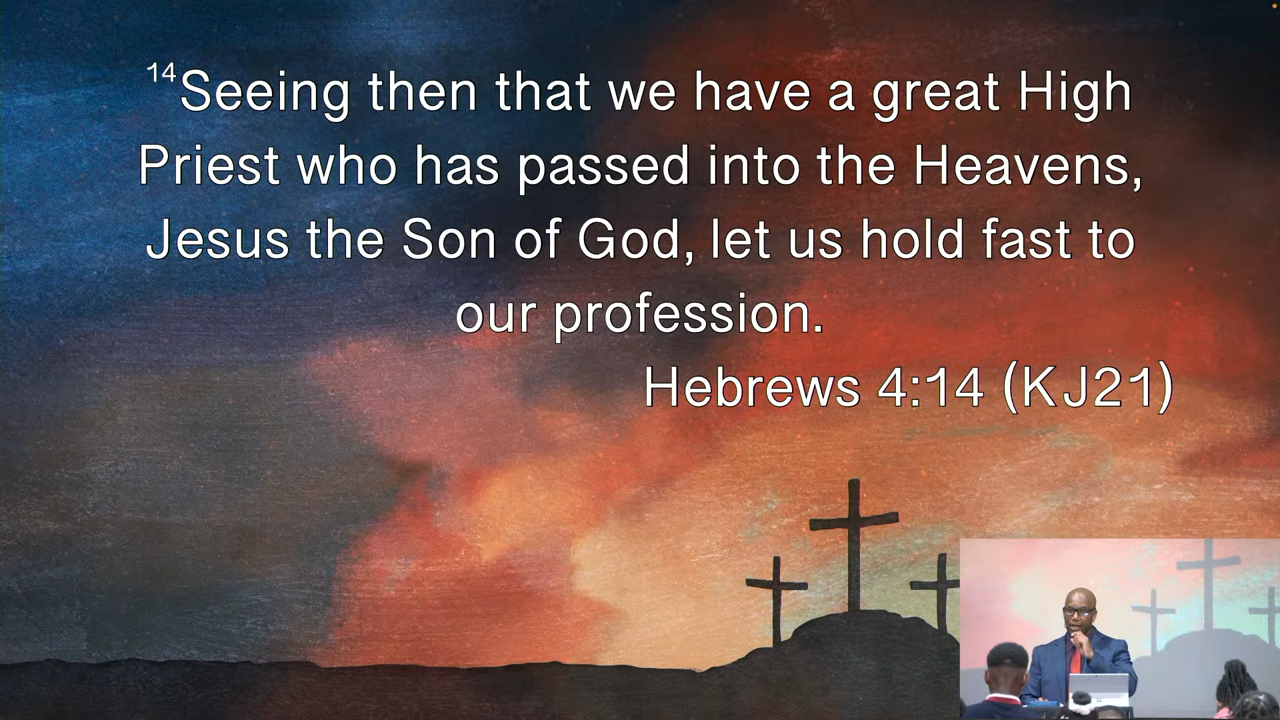 14Seeing then that we have a great High
Priest who has passed into the Heavens,
Jesus the Son of God, let us hold fast to
our profession.
Hebrews 4:14 (KJ21)